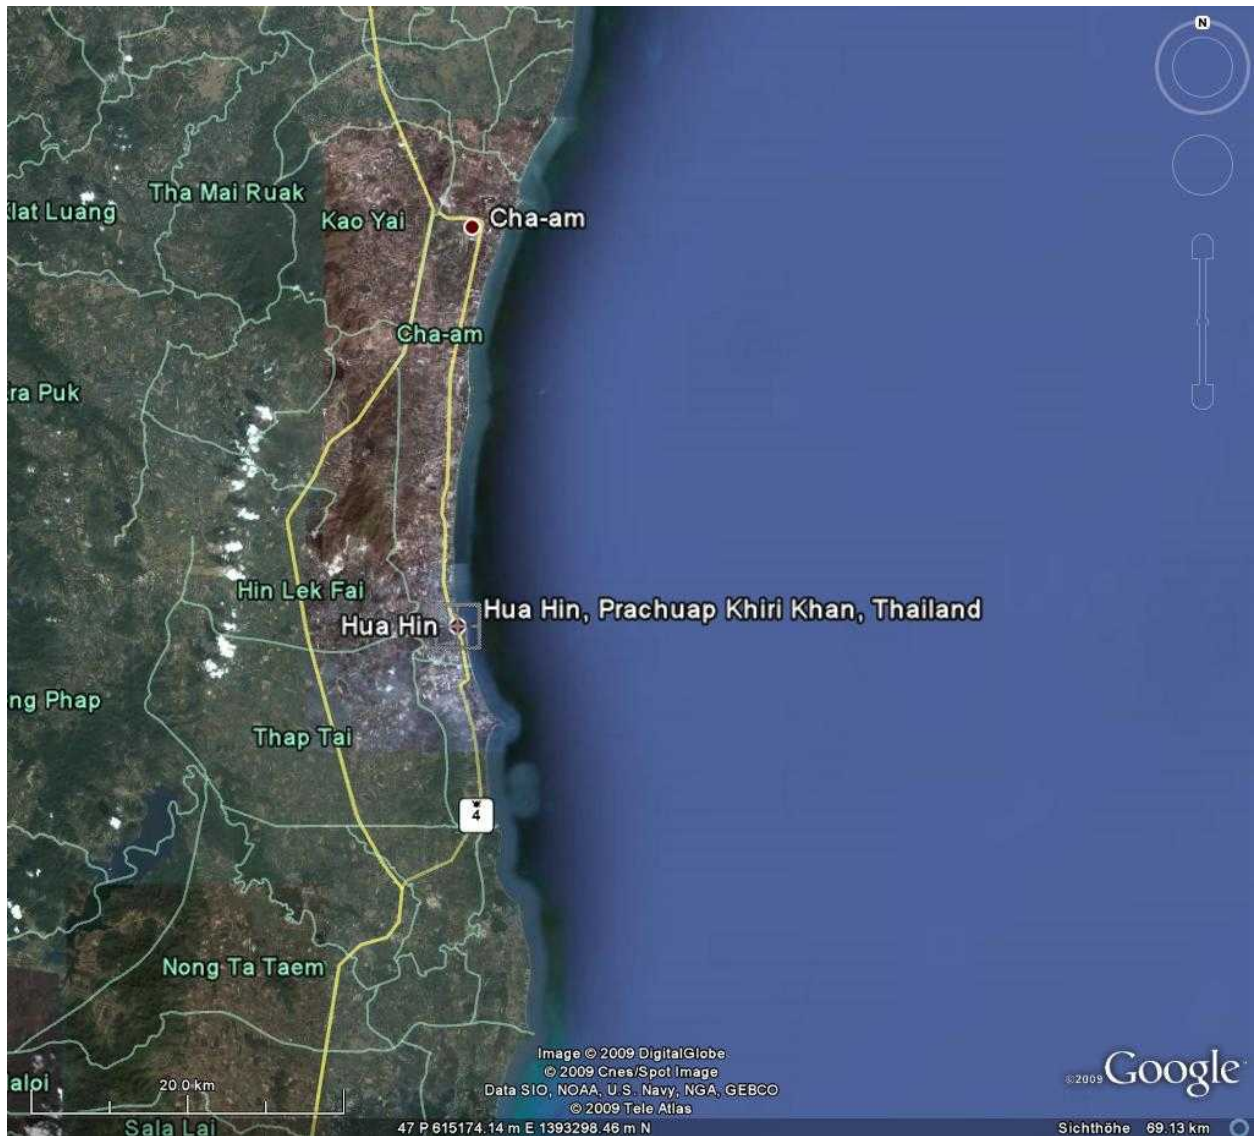 N
Tha Mai Ruak
Klat Luang
Kao Yai
Cha-am
Cha-am
ra Puk
Hin Lek Fai
Hua Hin
Hua Hin, Prachuap Khiri Khan, Thailand
ng Phap
Thap Tai
4
Nong Ta Taem
Image © 2009 DigitalGlobe
© 2009 Cnes/Spot Image
Data SIO, NOAA, U.S. Navy, NGA, GEBCO
© 2009 Tele Atlas
©2009 Google
20.0 km
Sala Lai
47 P 615174.14 m E 1393298.46 m N
Sichthöhe 69.13 km